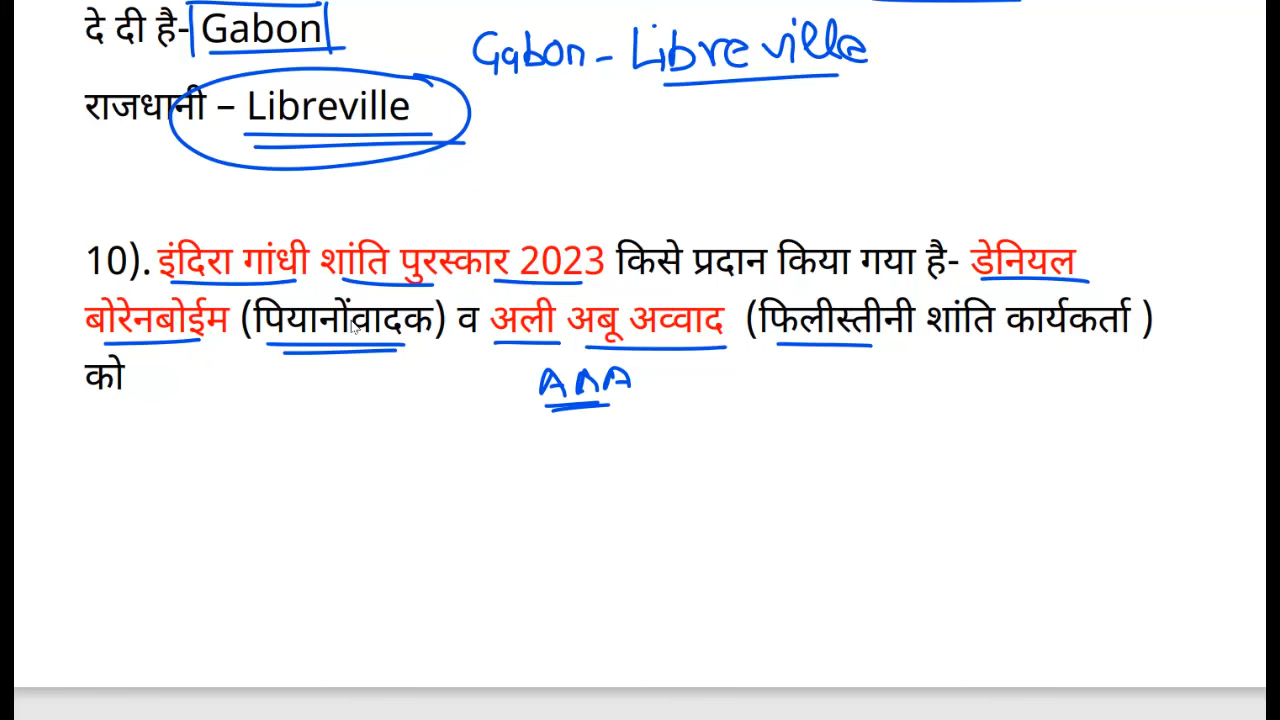 दे दी है- Gabon
Gabon - Libreville
राजधानी – Libreville
10). इंदिरा गांधी शांति पुरस्कार 2023 किसे प्रदान किया गया है- डेनियल
बोरेनबोईम (पियानोंवादक) व अली अबू अव्वाद (फिलीस्तीनी शांति कार्यकर्ता )
को
AAA